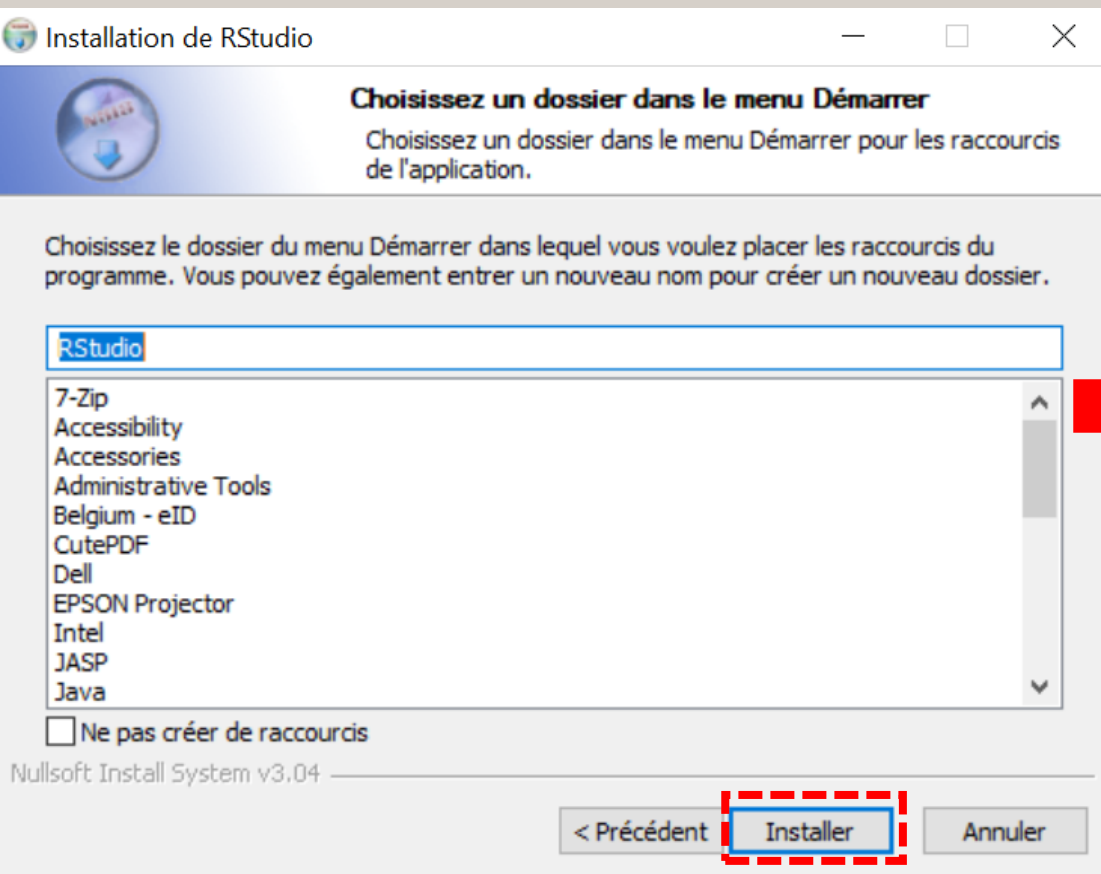 Installation de RStudio
Choisissez un dossier dans le menu Démarrer
Choisissez un dossier dans le menu Démarrer pour les raccourcis
de l'application.
Choisissez le dossier du menu Démarrer dans lequel vous voulez placer les raccourcis du
programme. Vous pouvez également entrer un nouveau nom pour créer un nouveau dossier.
RStudio
7-Zip
Accessibility
Accessories
Administrative Tools
Belgium - eID
CutePDF
Dell
EPSON Projector
Intel
JASP
Java
Ne pas créer de raccourcis
Nullsoft Install System v3.04
< Précédent Installer Annuler